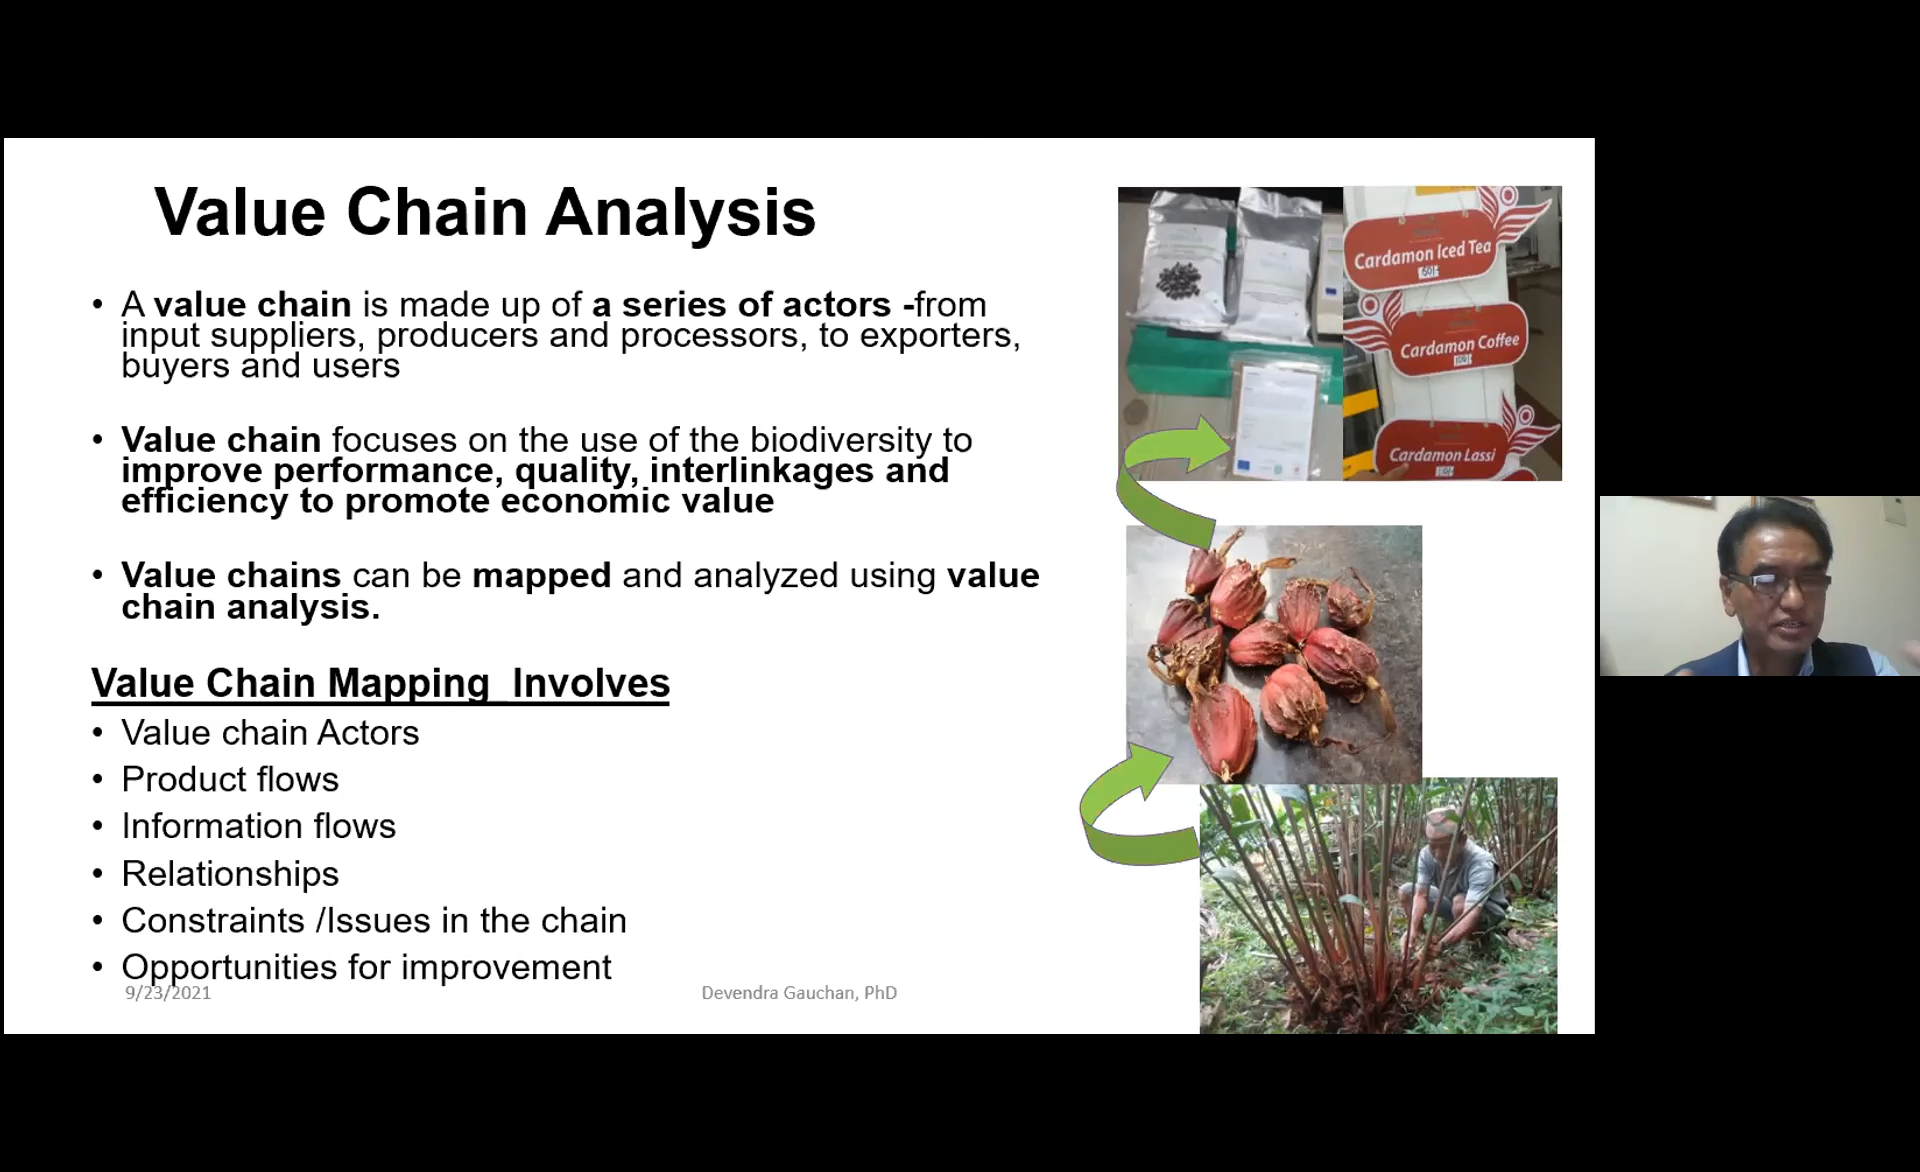 Value Chain Analysis
• A value chain is made up of a series of actors -from
input suppliers, producers and processors, to exporters,
buyers and users
• Value chain focuses on the use of the biodiversity to
improve performance, quality, interlinkages and
efficiency to promote economic value
• Value chains can be mapped and analyzed using value
chain analysis.
Value Chain Mapping Involves
• Value chain Actors
• Product flows
• Information flows
• Relationships
• Constraints /Issues in the chain
• Opportunities for improvement
9/23/2021
Devendra Gauchan, PhD
Cardamon Iced Tea
Cardamon Coffee
Cardamon Lassi